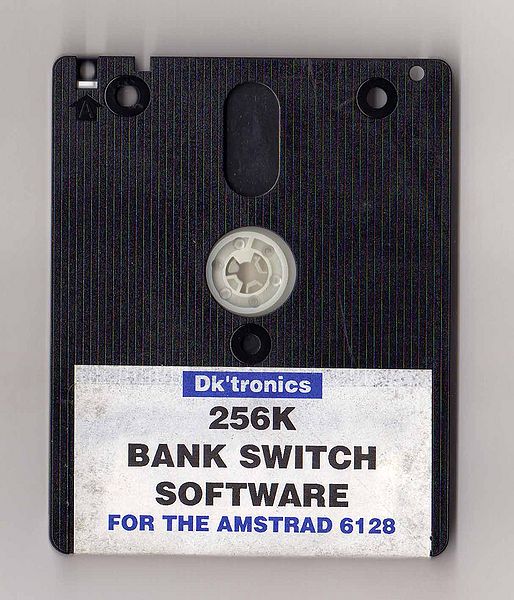 A
Dk'tronics
256K
BANK SWITCH
SOFTWARE
FOR THE AMSTRAD 6128